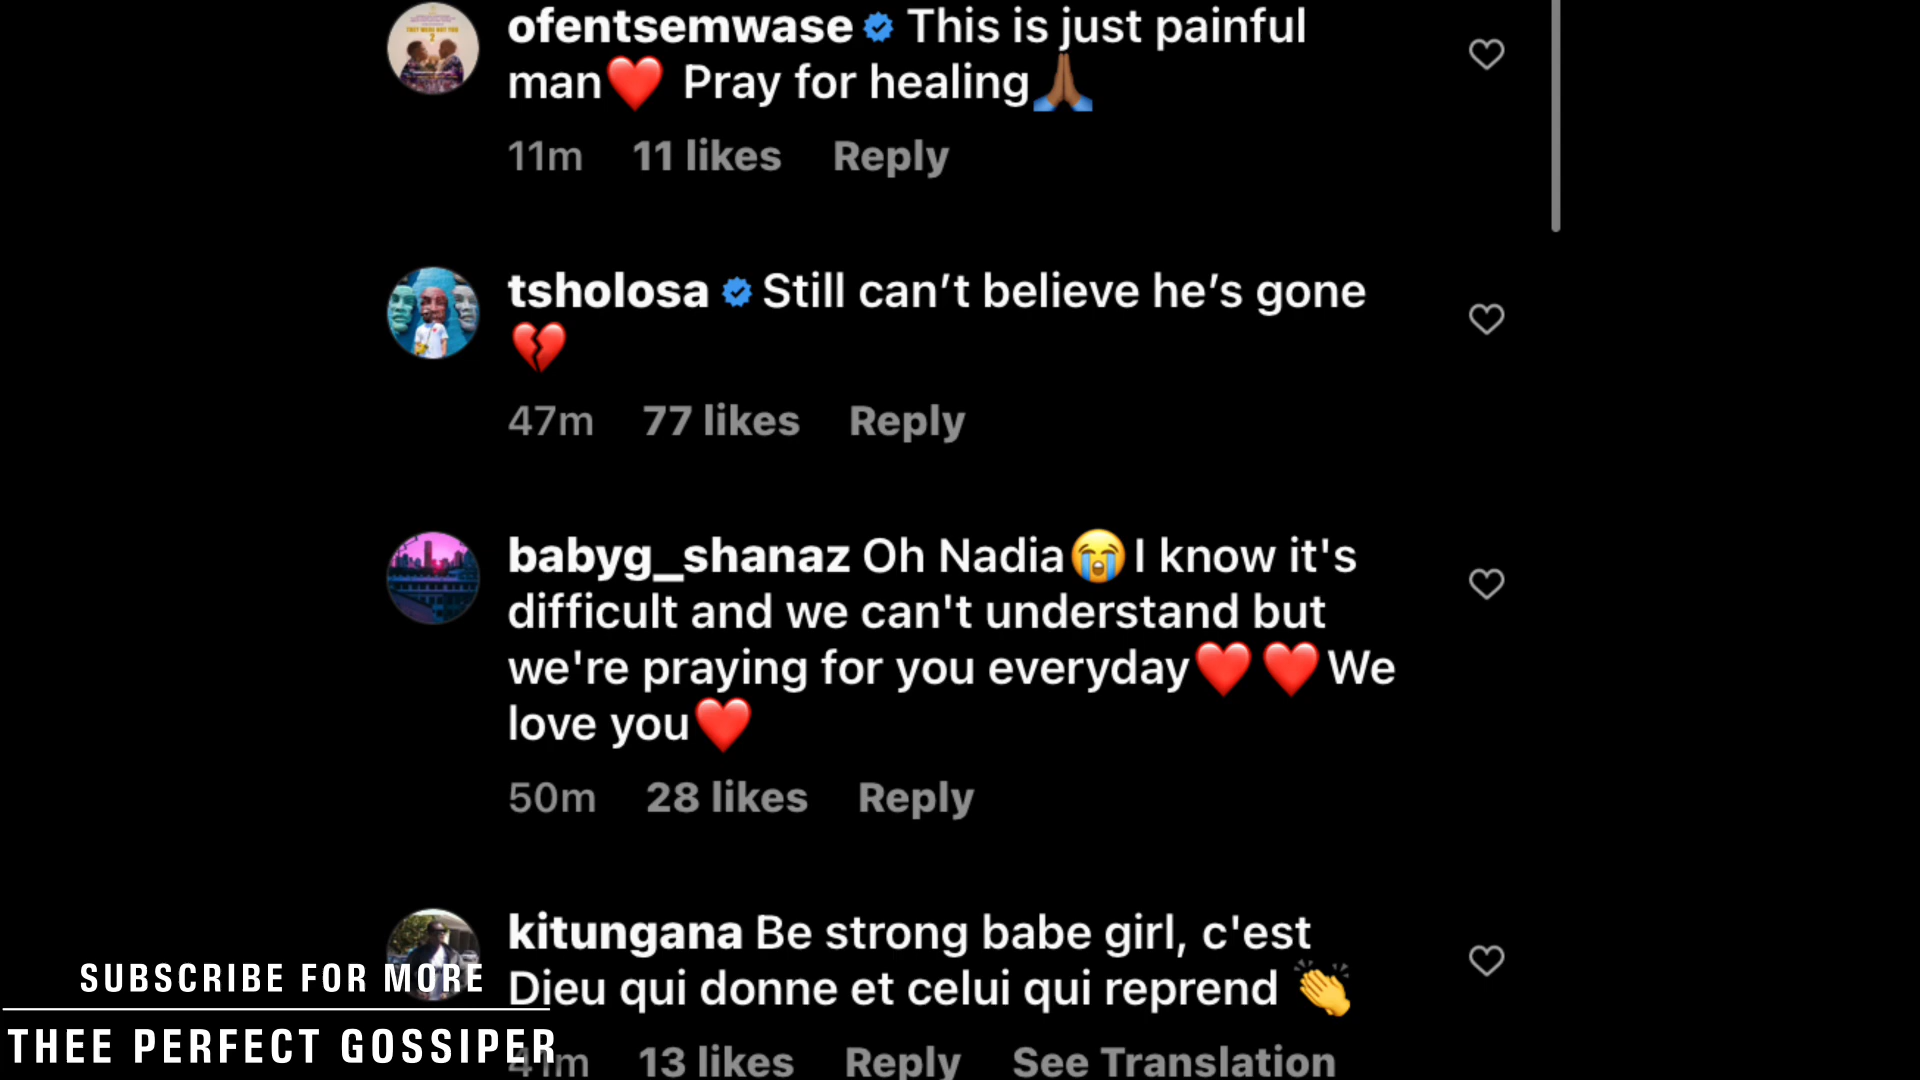 ofentsemwase This is just painful
man❤️ Pray for healing🙏🏾
11m 11 likes Reply
tsholosa Still can’t believe he’s gone
💔
47m 77 likes Reply
babyg_shanaz Oh Nadia😭I know it's
difficult and we can't understand but
we're praying for you everyday❤️❤️We
love you❤️
50m 28 likes Reply
kitungana Be strong babe girl, c'est
Dieu qui donne et celui qui reprend 👏
41m 13 likes Reply See Translation
SUBSCRIBE FOR MORE
THEE PERFECT GOSSIPER